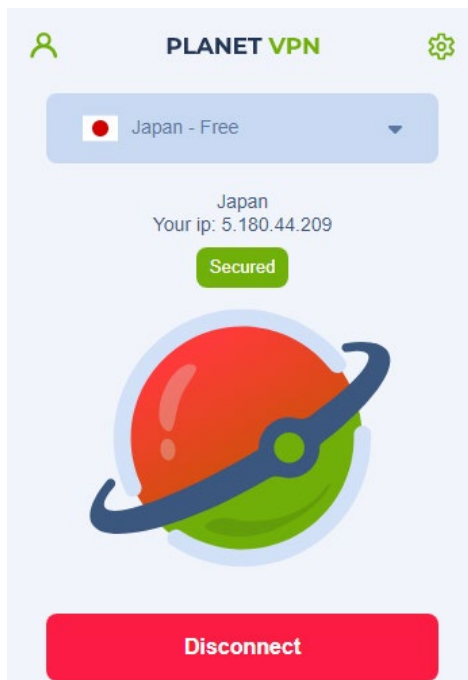 PLANET VPN
Japan - Free
Japan
Your ip: 5.180.44.209
Secured
Disconnect